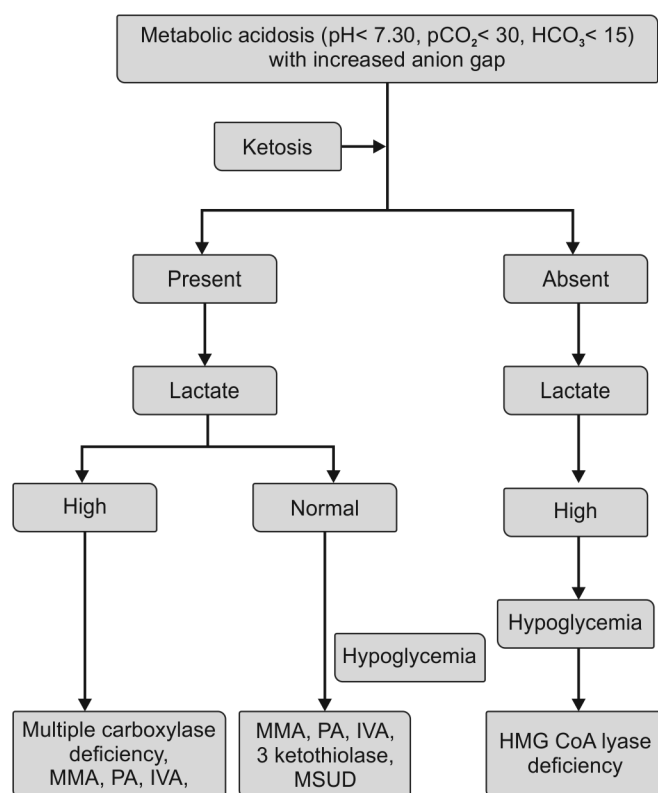 Metabolic acidosis (pH< 7.30, pCO₂< 30, HCO₃< 15)
with increased anion gap
Ketosis
Present
Absent
Lactate
Lactate
High
Normal
High
Hypoglycemia
Hypoglycemia
Multiple carboxylase
deficiency,
MMA, PA, IVA,
MMA, PA, IVA,
3 ketothiolase,
MSUD
HMG CoA lyase
deficiency